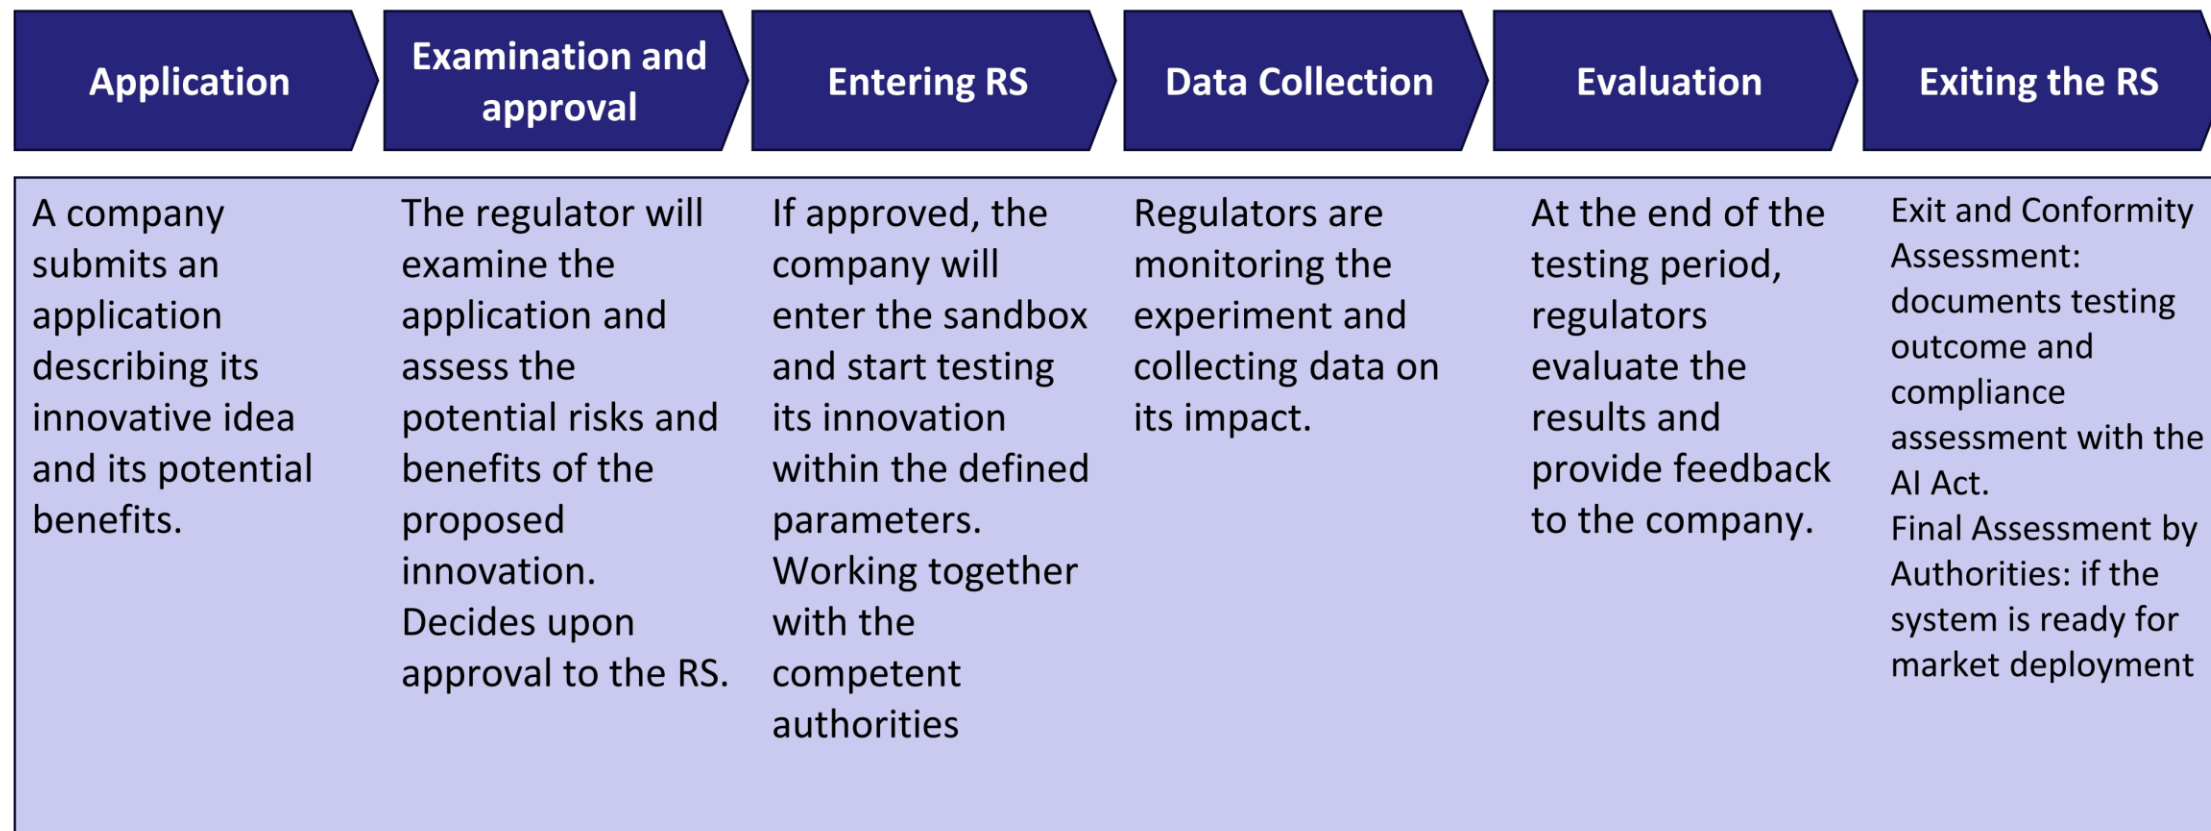 Application
Examination and
approval
Entering RS
Data Collection
Evaluation
Exiting the RS
A company
submits an
application
describing its
innovative idea
and its potential
benefits.
The regulator will
examine the
application and
assess the
potential risks and
benefits of the
proposed
innovation.
Decides upon
approval to the RS.
If approved, the
company will
enter the sandbox
and start testing
its innovation
within the defined
parameters.
Working together
with the
competent
authorities
Regulators are
monitoring the
experiment and
collecting data on
its impact.
At the end of the
testing period,
regulators
evaluate the
results and
provide feedback
to the company.
Exit and Conformity
Assessment:
documents testing
outcome and
compliance
assessment with the
AI Act.
Final Assessment by
Authorities: if the
system is ready for
market deployment